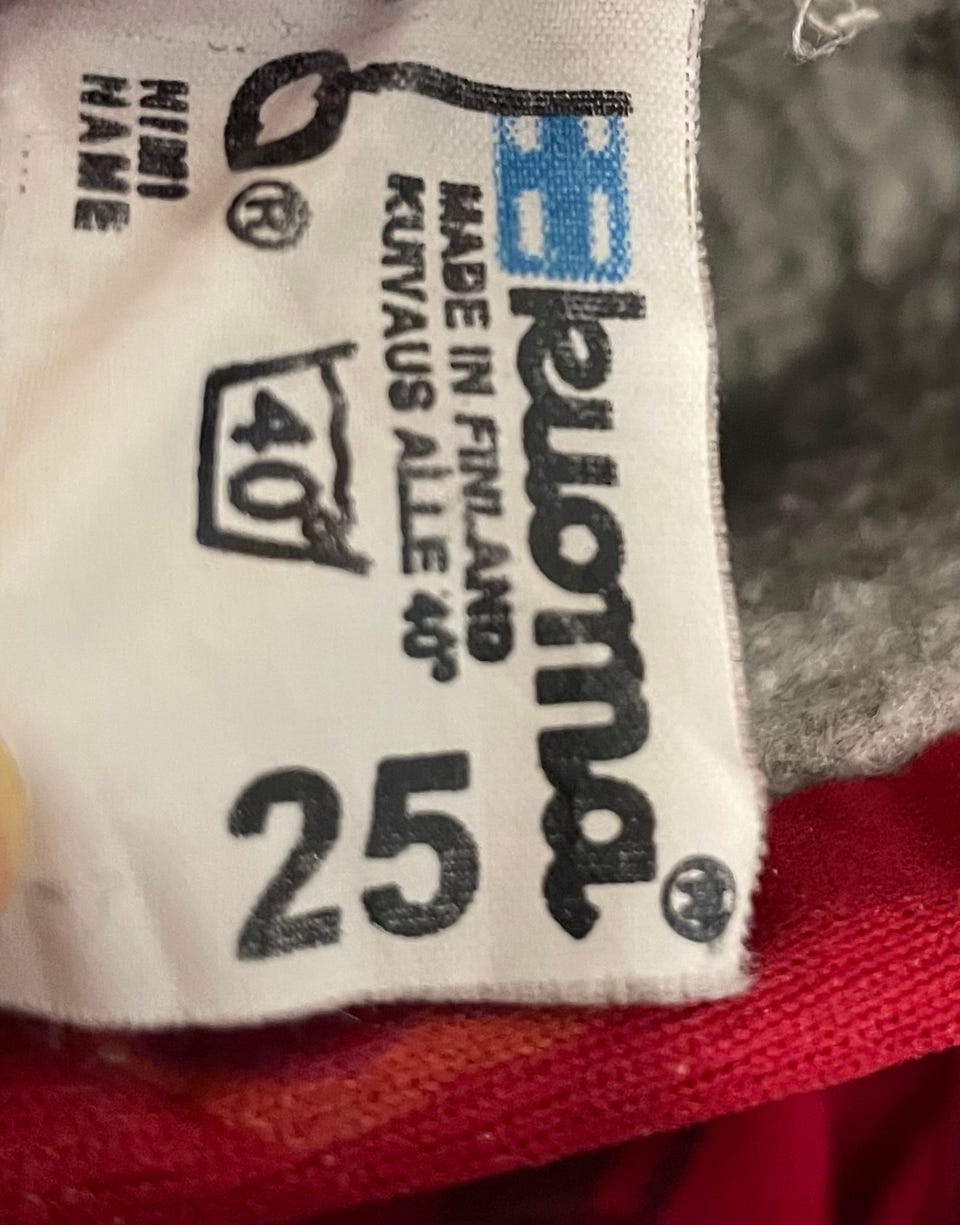 kuoma®
MADE IN FINLAND
KUIVAUS ALLE 40°
®
40
25
NIMI
NAME